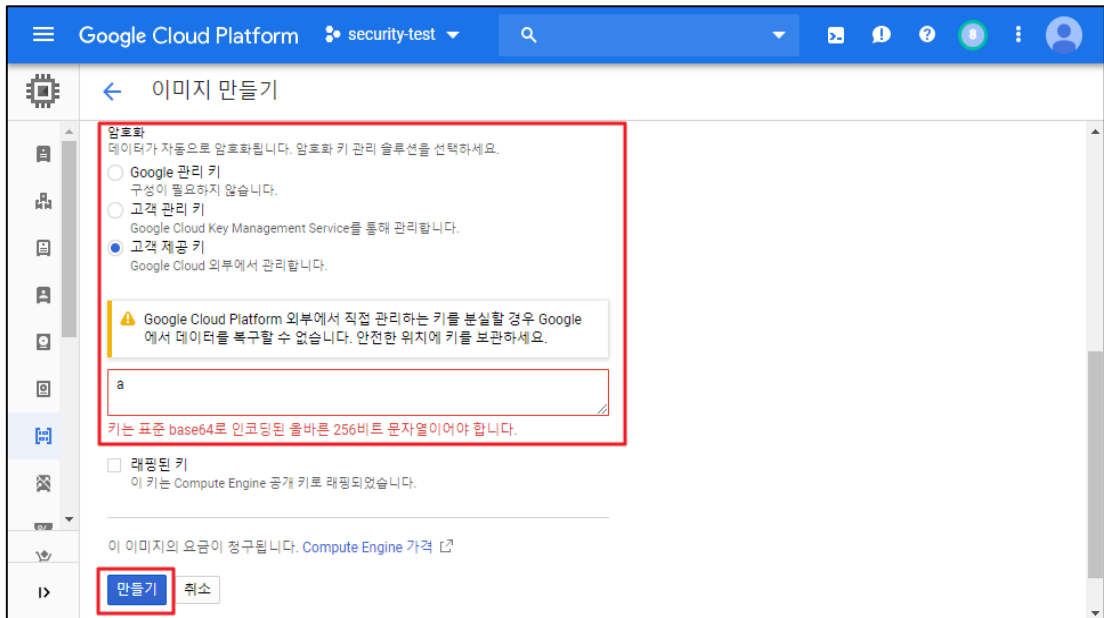 Google Cloud Platform security-test
8
이미지 만들기
암호화
데이터가 자동으로 암호화됩니다. 암호화 키 관리 솔루션을 선택하세요.
Google 관리 키
구성이 필요하지 않습니다.
고객 관리 키
Google Cloud Key Management Service를 통해 관리합니다.
고객 제공 키
Google Cloud 외부에서 관리합니다.
Google Cloud Platform 외부에서 직접 관리하는 키를 분실할 경우 Google
에서 데이터를 복구할 수 없습니다. 안전한 위치에 키를 보관하세요.
a
키는 표준 base64로 인코딩된 올바른 256비트 문자열이어야 합니다.
래핑된 키
이 키는 Compute Engine 공개 키로 래핑되었습니다.
이 이미지의 요금이 청구됩니다. Compute Engine 가격
만들기 취소